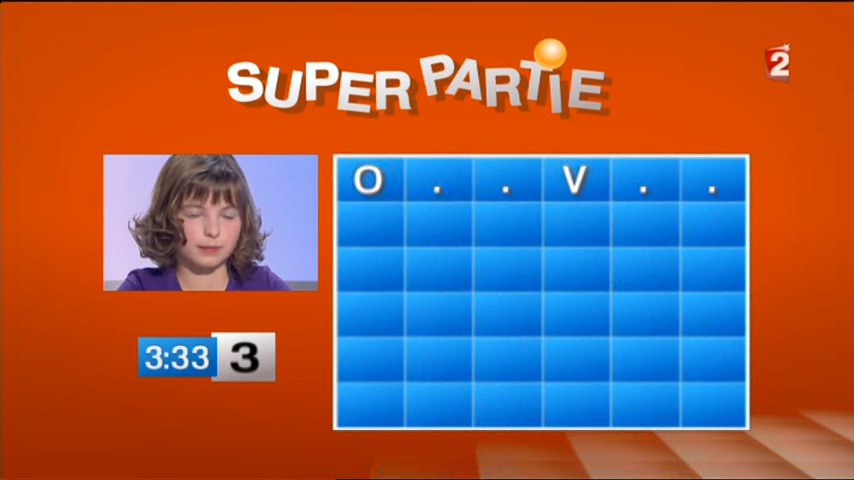 SUPER PARTIE
2
O . . V . .
3:33 3